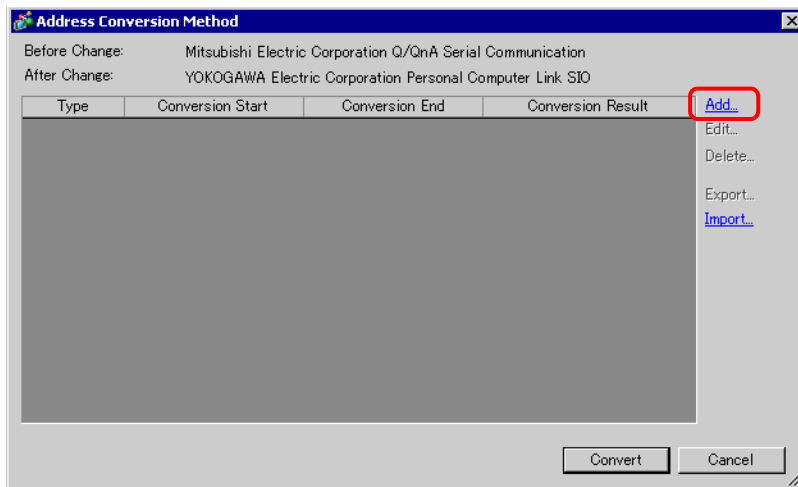 Address Conversion Method
Before Change: Mitsubishi Electric Corporation Q/QnA Serial Communication
After Change: YOKOGAWA Electric Corporation Personal Computer Link SIO
Type Conversion Start Conversion End Conversion Result
Add...
Edit...
Delete...
Export...
Import...
Convert Cancel